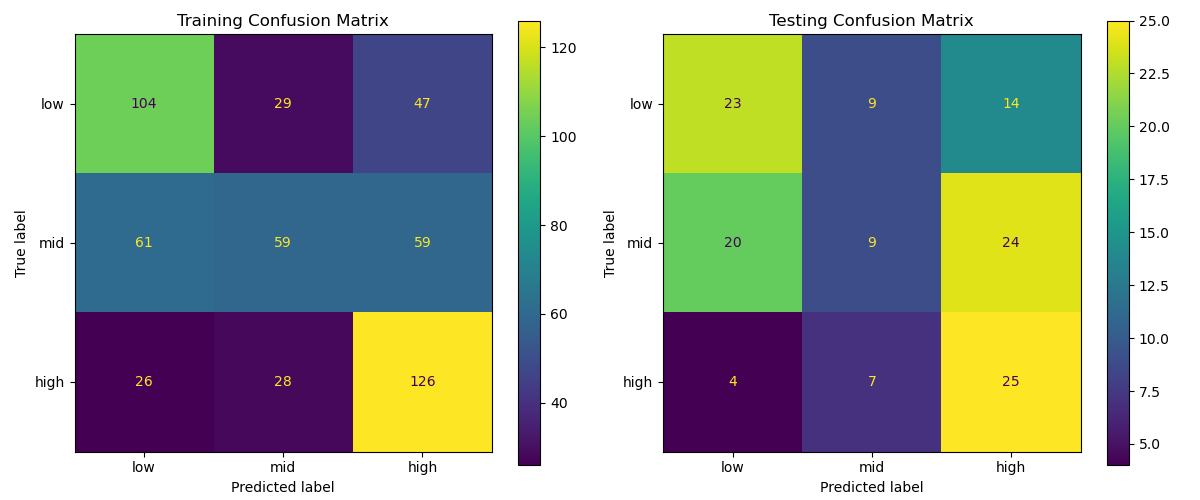 Training Confusion Matrix
low 104 29 47
mid 61 59 59
high 26 28 126
low mid high
Predicted label
True label
120
100
80
60
40
Testing Confusion Matrix
low 23 9 14
mid 20 9 24
high 4 7 25
low mid high
Predicted label
True label
25.0
22.5
20.0
17.5
15.0
12.5
10.0
7.5
5.0